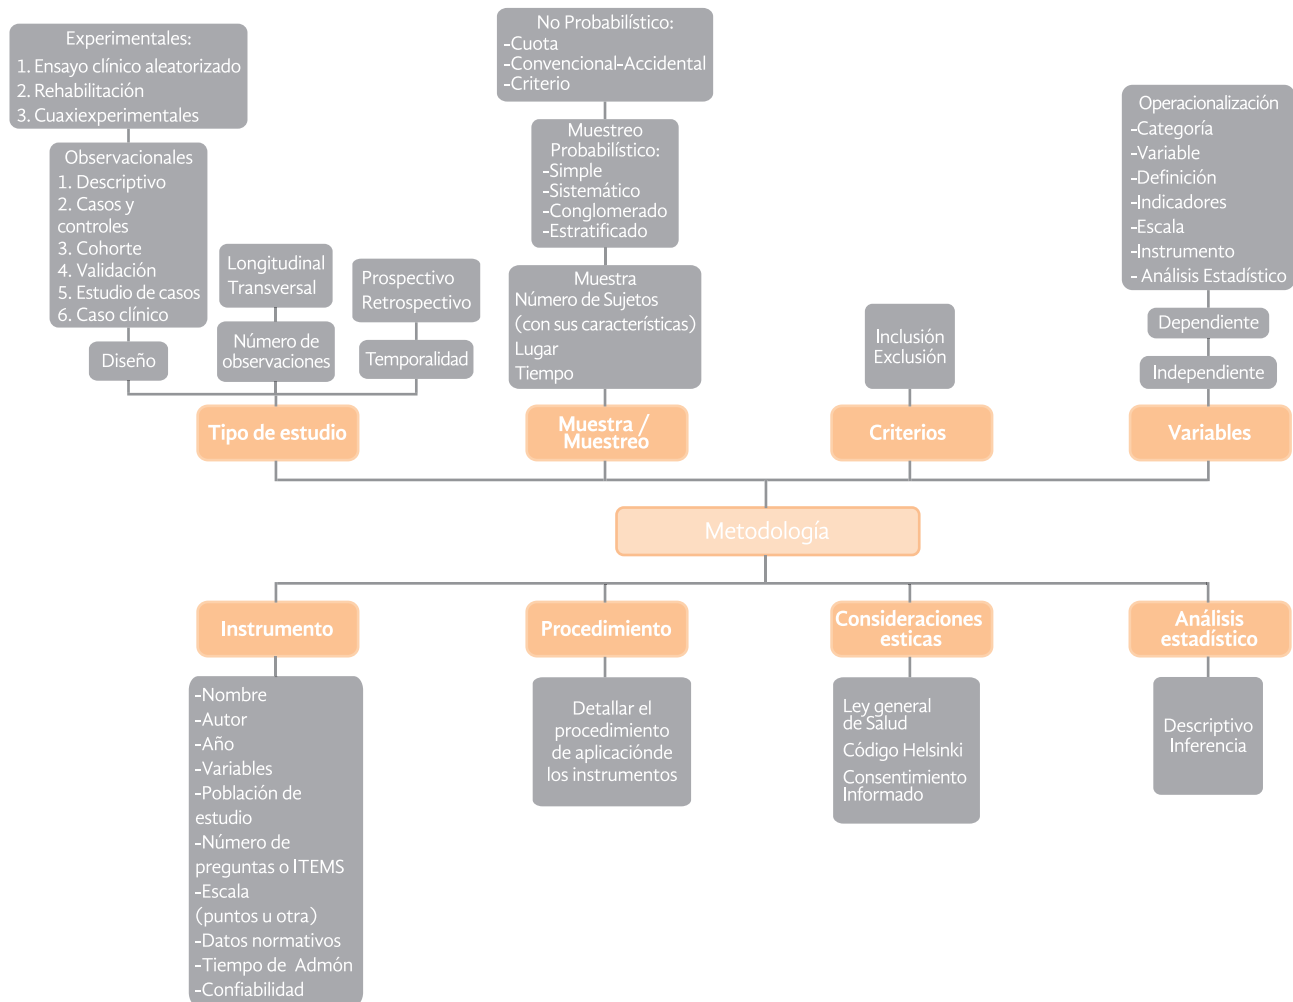 Experimentales:
1. Ensayo clínico aleatorizado
2. Rehabilitación
3. Cuaxiexperimentales
Observacionales
1. Descriptivo
2. Casos y
controles
3. Cohorte
4. Validación
5. Estudio de casos
6. Caso clínico
Diseño
Longitudinal
Transversal
Número de
observaciones
Prospectivo
Retrospectivo
Temporalidad
Tipo de estudio
No Probabilístico:
-Cuota
-Convencional-Accidental
-Criterio
Muestreo
Probabilístico:
-Simple
-Sistemático
-Conglomerado
-Estratificado
Muestra
Número de Sujetos
(con sus características)
Lugar
Tiempo
Muestra /
Muestreo
Inclusión
Exclusión
Criterios
Operacionalización
-Categoría
-Variable
-Definición
-Indicadores
-Escala
-Instrumento
- Análisis Estadístico
Dependiente
Independiente
Variables
Metodología
Instrumento
-Nombre
-Autor
-Año
-Variables
-Población de
estudio
-Número de
preguntas o ITEMS
-Escala
(puntos u otra)
-Datos normativos
-Tiempo de Admón
-Confiabilidad
Procedimiento
Detallar el
procedimiento
de aplicaciónde
los instrumentos
Consideraciones
esticas
Ley general
de Salud
Código Helsinki
Consentimiento
Informado
Análisis
estadístico
Descriptivo
Inferencia